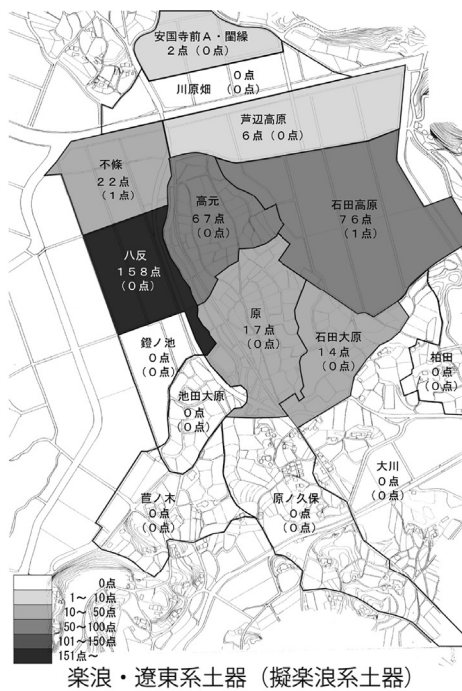 安国寺前Ａ・闇繰
２点（０点）
川原畑
０点
（０点）
芦辺高原
６点（０点）
不條
２２点
（１点）
高元
６７点
（０点）
石田高原
７６点
（１点）
八反
１５８点
（０点）
原
１７点
（０点）
石田大原
１４点
（０点）
鐙ノ池
０点
（０点）
柏田
０点
（０点）
池田大原
０点
（０点）
大川
０点
（０点）
苣ノ木
０点
（０点）
原ノ久保
０点
（０点）
0点
1～ 10点
10～ 50点
50～100点
101～150点
151点～
楽浪・遼東系土器（擬楽浪系土器）